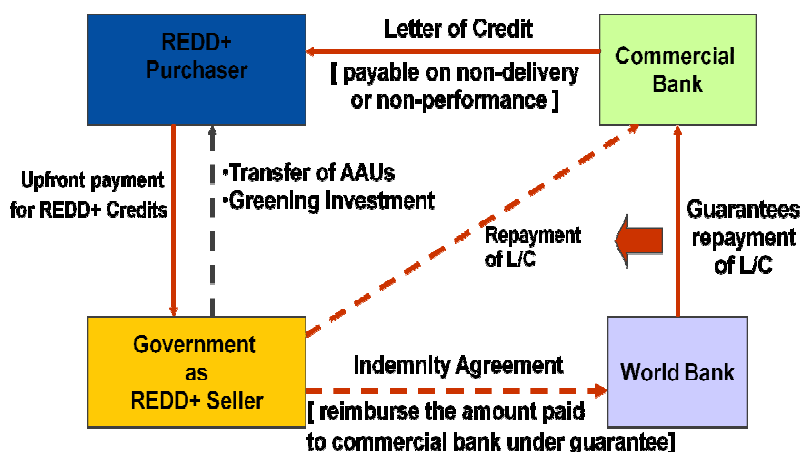 REDD+
Purchaser
Letter of Credit
[ payable on non-delivery
or non-performance ]
Commercial
Bank
Upfront payment
for REDD+ Credits
•Transfer of AAUs
•Greening Investment
Repayment
of L/C
Guarantees
repayment
of L/C
Government
as
REDD+ Seller
Indemnity Agreement
[ reimburse the amount paid
to commercial bank under guarantee]
World Bank